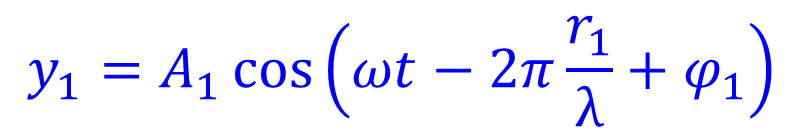 y₁ = A₁ cos(ωt − 2π r₁/λ + φ₁)